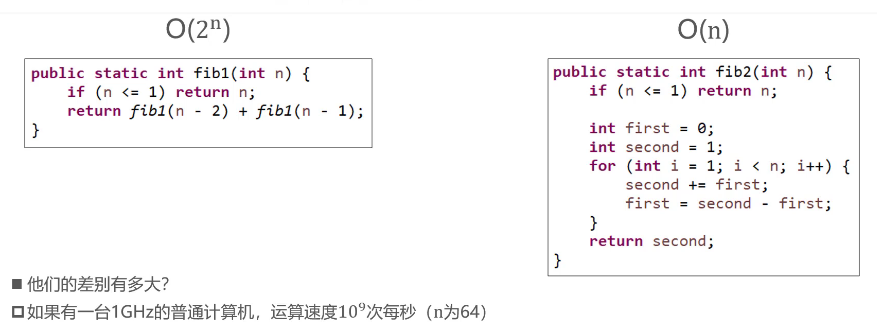 O(2ⁿ)
public static int fib1(int n) {
    if (n <= 1) return n;
    return fib1(n - 2) + fib1(n - 1);
}
O(n)
public static int fib2(int n) {
    if (n <= 1) return n;

    int first = 0;
    int second = 1;
    for (int i = 1; i < n; i++) {
        second += first;
        first = second - first;
    }
    return second;
}
■ 他们的差别有多大？
□如果有一台1GHz的普通计算机，运算速度10⁹次每秒（n为64）